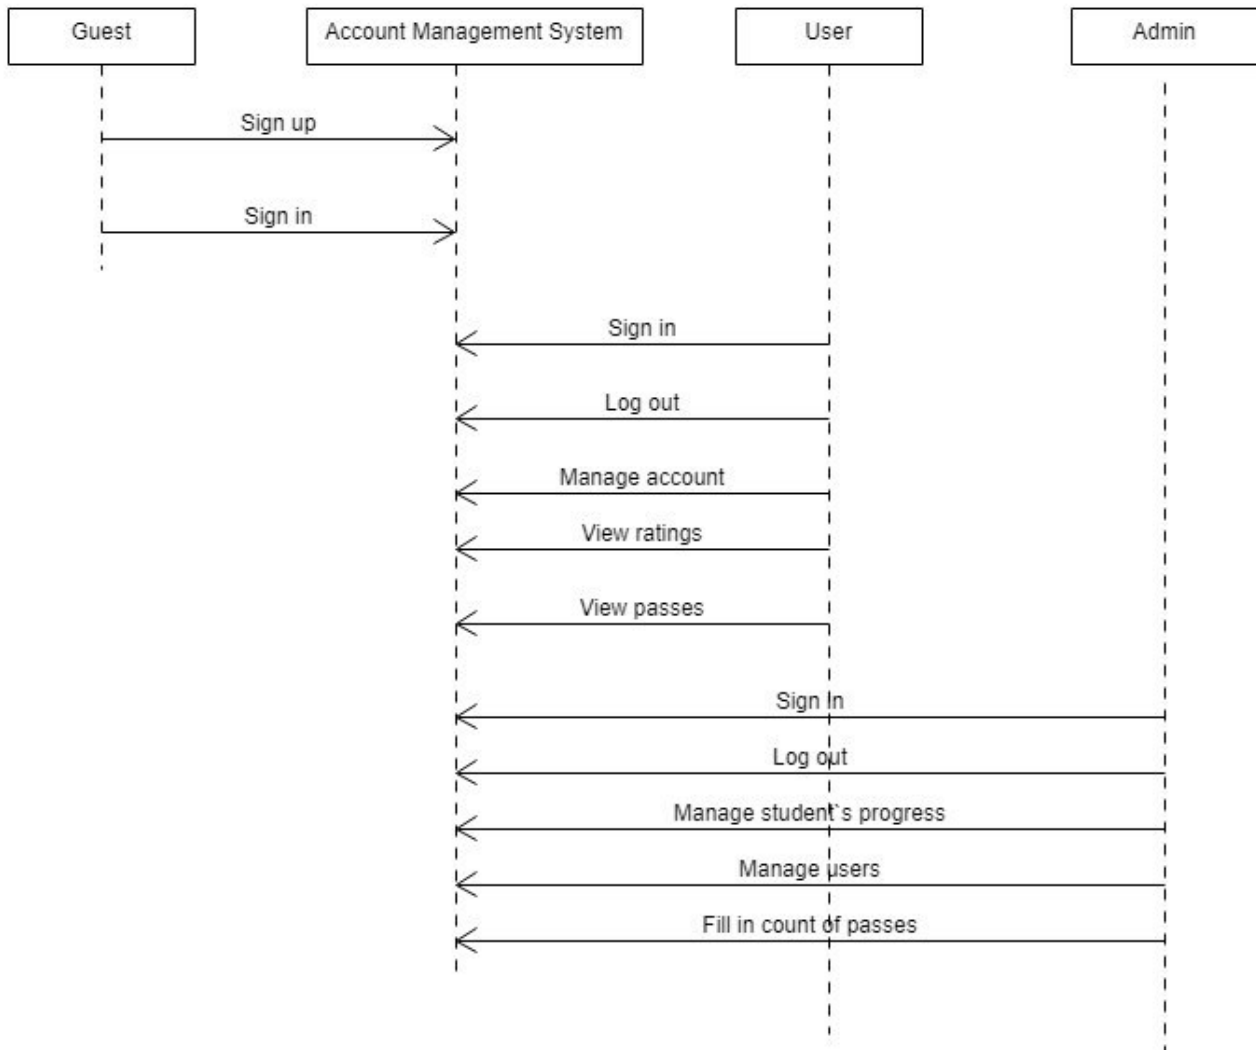 Guest
Account Management System
User
Admin
Sign up
Sign in
Sign in
Log out
Manage account
View ratings
View passes
Sign In
Log out
Manage student`s progress
Manage users
Fill in count of passes